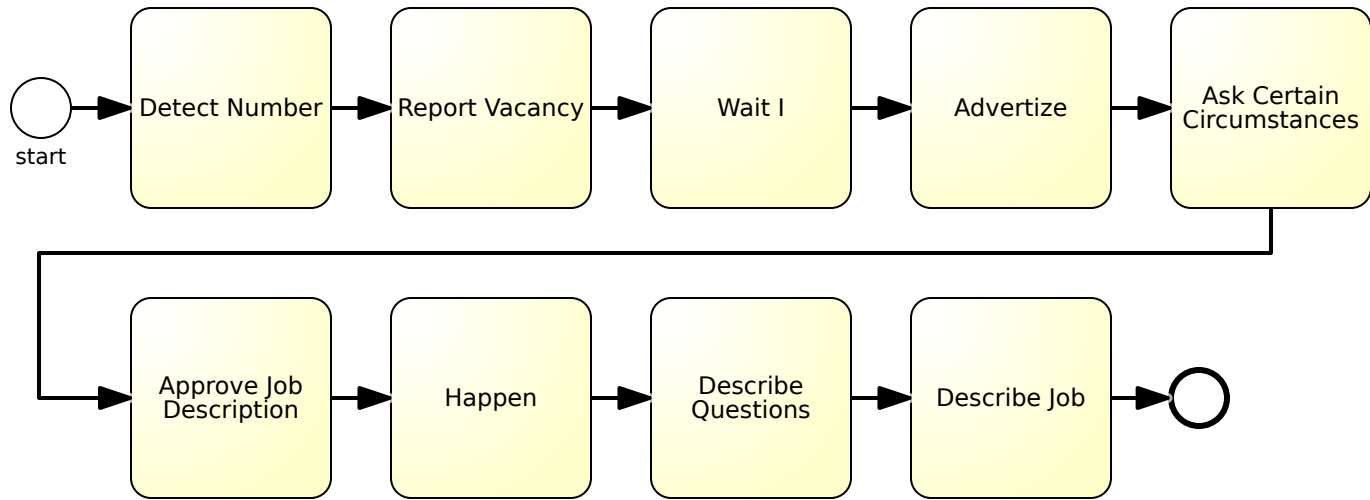 Detect Number
Report Vacancy
Wait I
Advertize
Ask Certain
Circumstances
start
Approve Job
Description
Happen
Describe
Questions
Describe Job